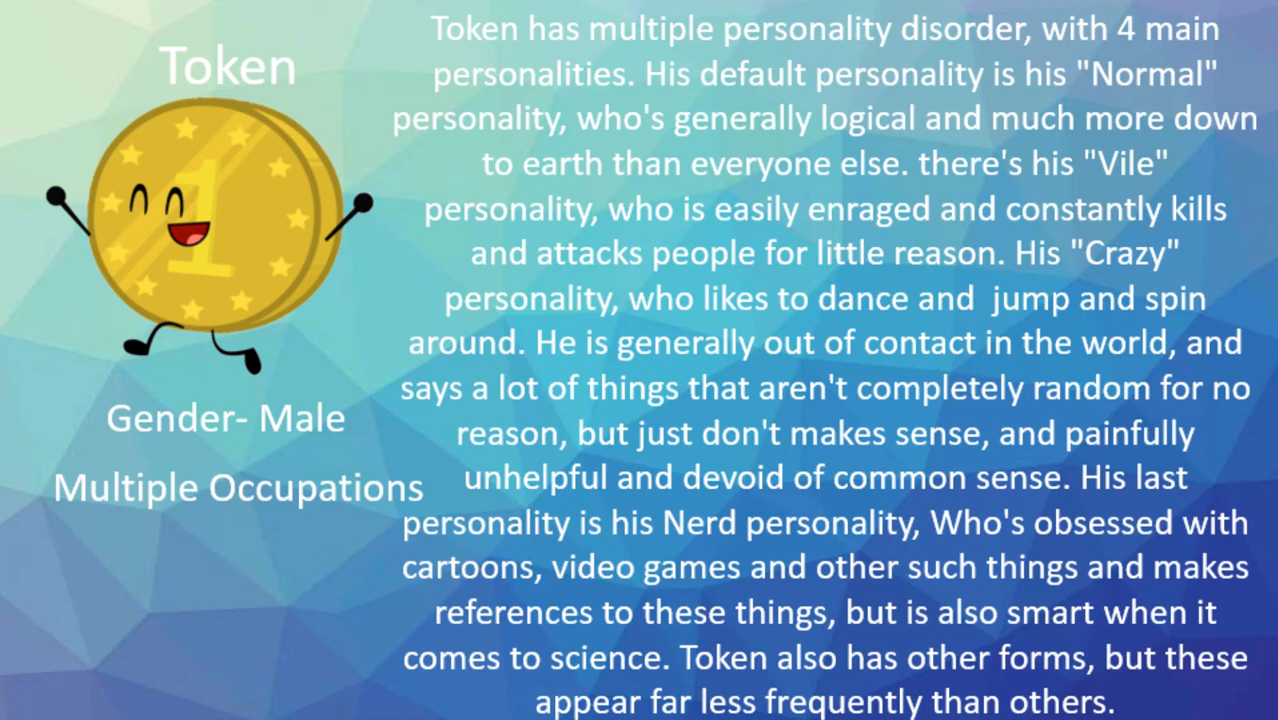 Token
1
Gender- Male
Multiple Occupations
Token has multiple personality disorder, with 4 main
personalities. His default personality is his "Normal"
personality, who's generally logical and much more down
to earth than everyone else. there's his "Vile"
personality, who is easily enraged and constantly kills
and attacks people for little reason. His "Crazy"
personality, who likes to dance and  jump and spin
around. He is generally out of contact in the world, and
says a lot of things that aren't completely random for no
reason, but just don't makes sense, and painfully
unhelpful and devoid of common sense. His last
personality is his Nerd personality, Who's obsessed with
cartoons, video games and other such things and makes
references to these things, but is also smart when it
comes to science. Token also has other forms, but these
appear far less frequently than others.